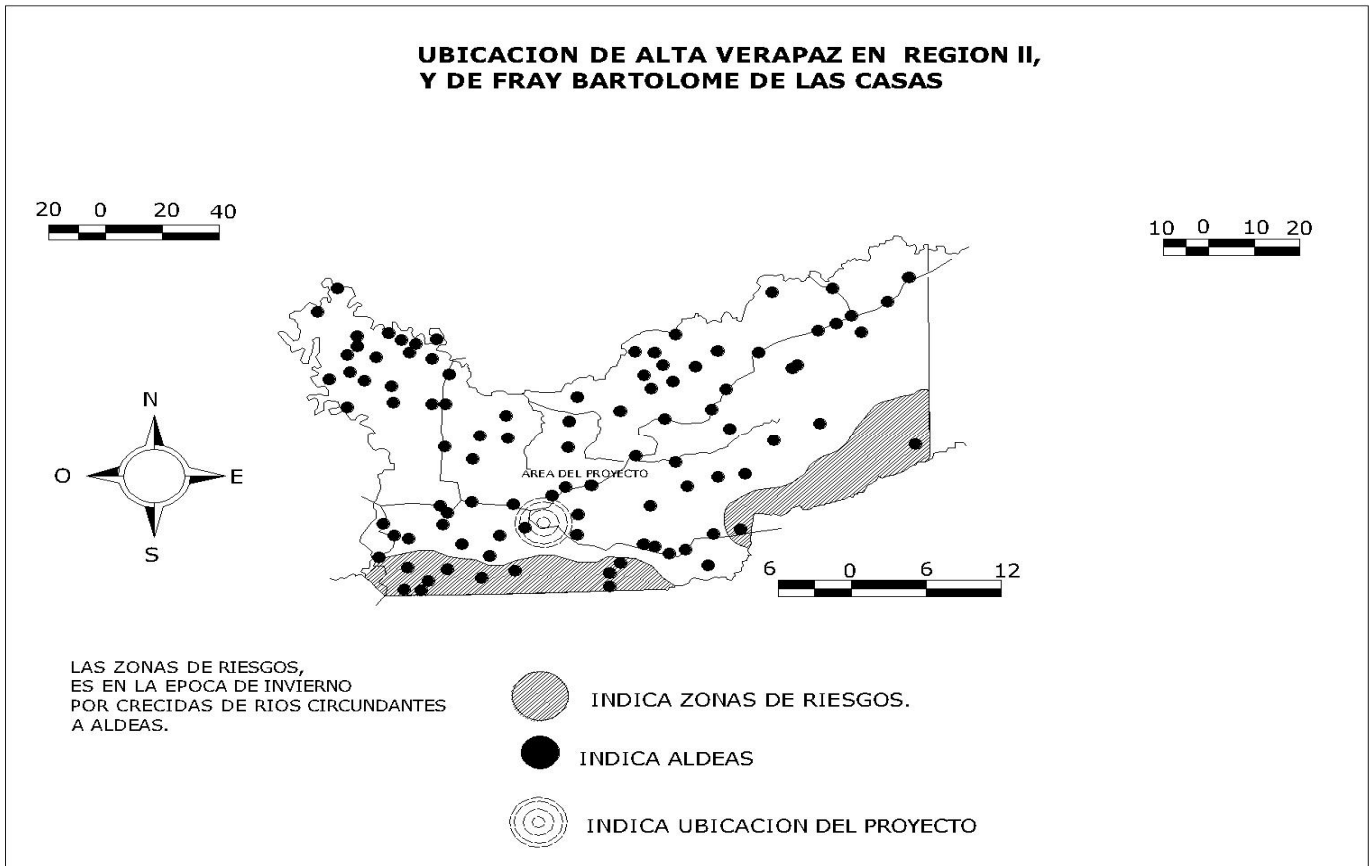 UBICACION DE ALTA VERAPAZ EN REGION II,
Y DE FRAY BARTOLOME DE LAS CASAS
20 0 20 40
10 0 10 20
N
O E
S
AREA DEL PROYECTO
6 0 6 12
LAS ZONAS DE RIESGOS,
ES EN LA EPOCA DE INVIERNO
POR CRECIDAS DE RIOS CIRCUNDANTES
A ALDEAS.
INDICA ZONAS DE RIESGOS.
INDICA ALDEAS
INDICA UBICACION DEL PROYECTO